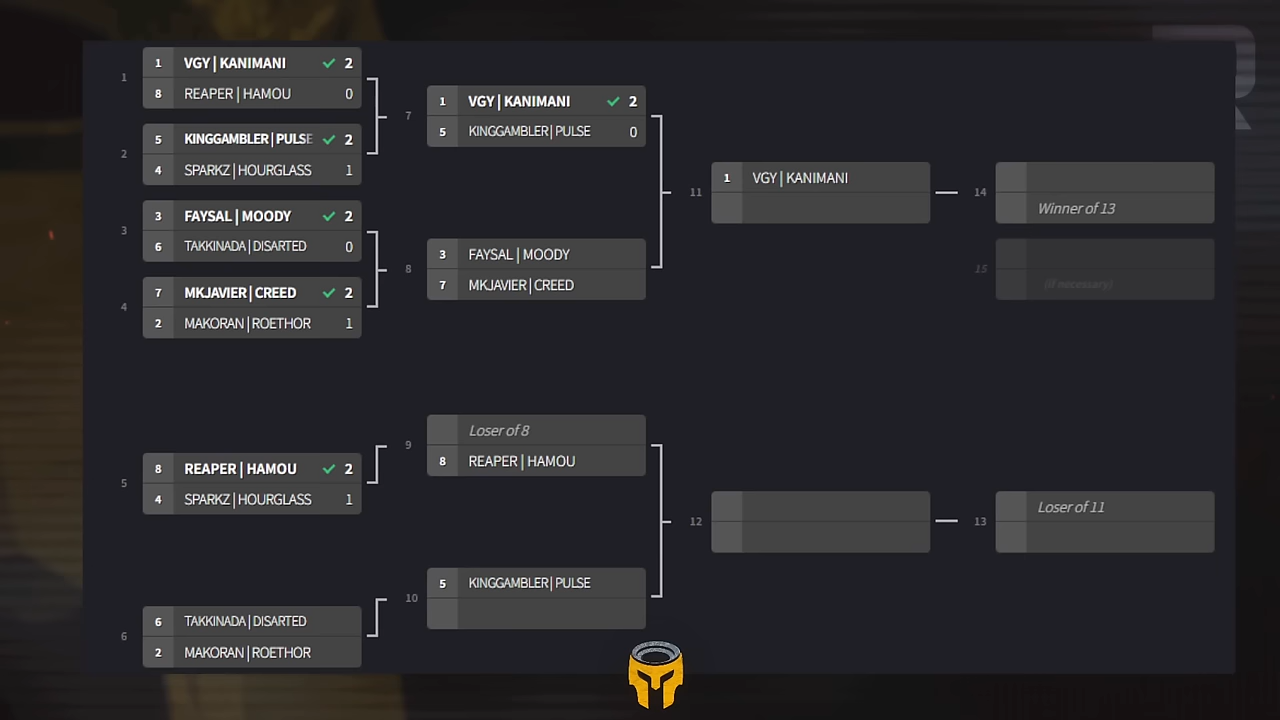 1
1 VGY | KANIMANI 2
8 REAPER | HAMOU 0
2
5 KINGGAMBLER | PULSE 2
4 SPARKZ | HOURGLASS 1
3
3 FAYSAL | MOODY 2
6 TAKKINADA | DISARTED 0
4
7 MKJAVIER | CREED 2
2 MAKORAN | ROETHOR 1
7
1 VGY | KANIMANI 2
5 KINGGAMBLER | PULSE 0
8
3 FAYSAL | MOODY
7 MKJAVIER | CREED
11
1 VGY | KANIMANI
14
Winner of 13
15
(if necessary)
5
8 REAPER | HAMOU 2
4 SPARKZ | HOURGLASS 1
6
6 TAKKINADA | DISARTED
2 MAKORAN | ROETHOR
9
Loser of 8
8 REAPER | HAMOU
10
5 KINGGAMBLER | PULSE
12
13
Loser of 11
R